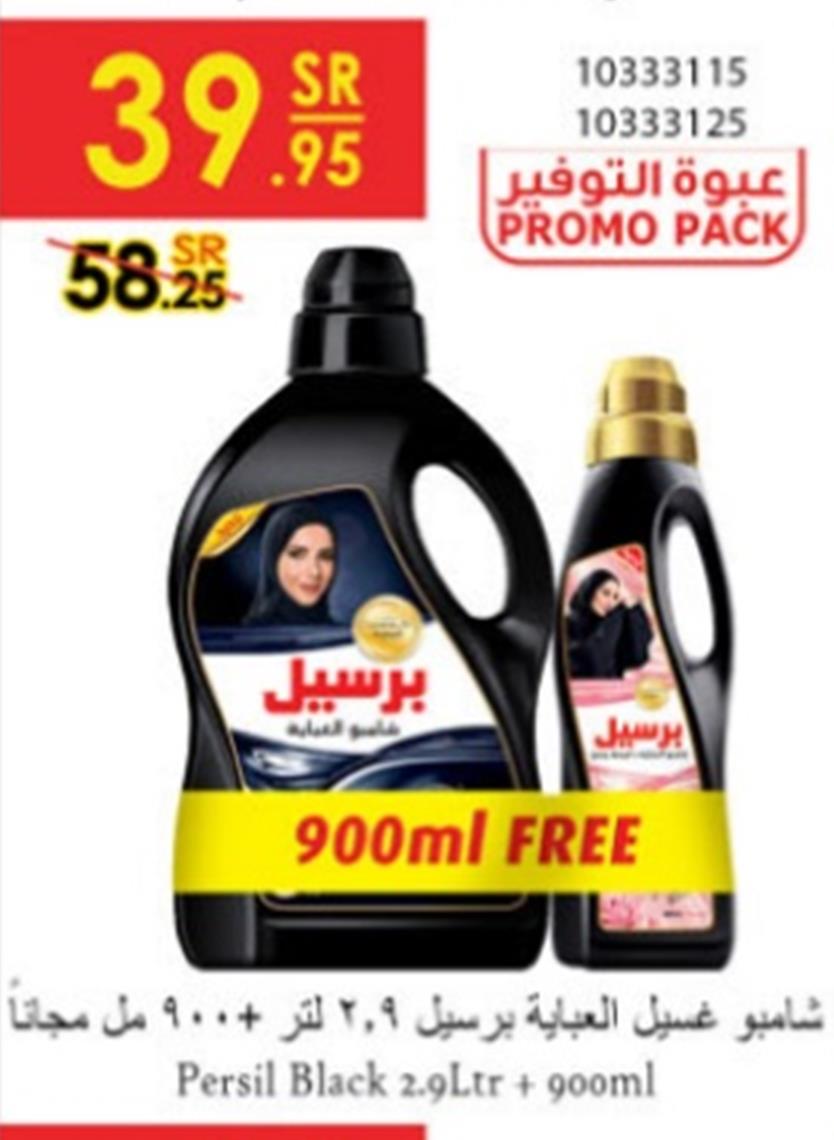 39.95 SR
10333115
10333125
عبوة التوفير
PROMO PACK
58.25 SR
برسيل
شامبو العباية
برسيل
900ml FREE
شامبو غسيل العباية برسيل ٢,٩ لتر +٩٠٠ مل مجاناً
Persil Black 2.9Ltr + 900ml